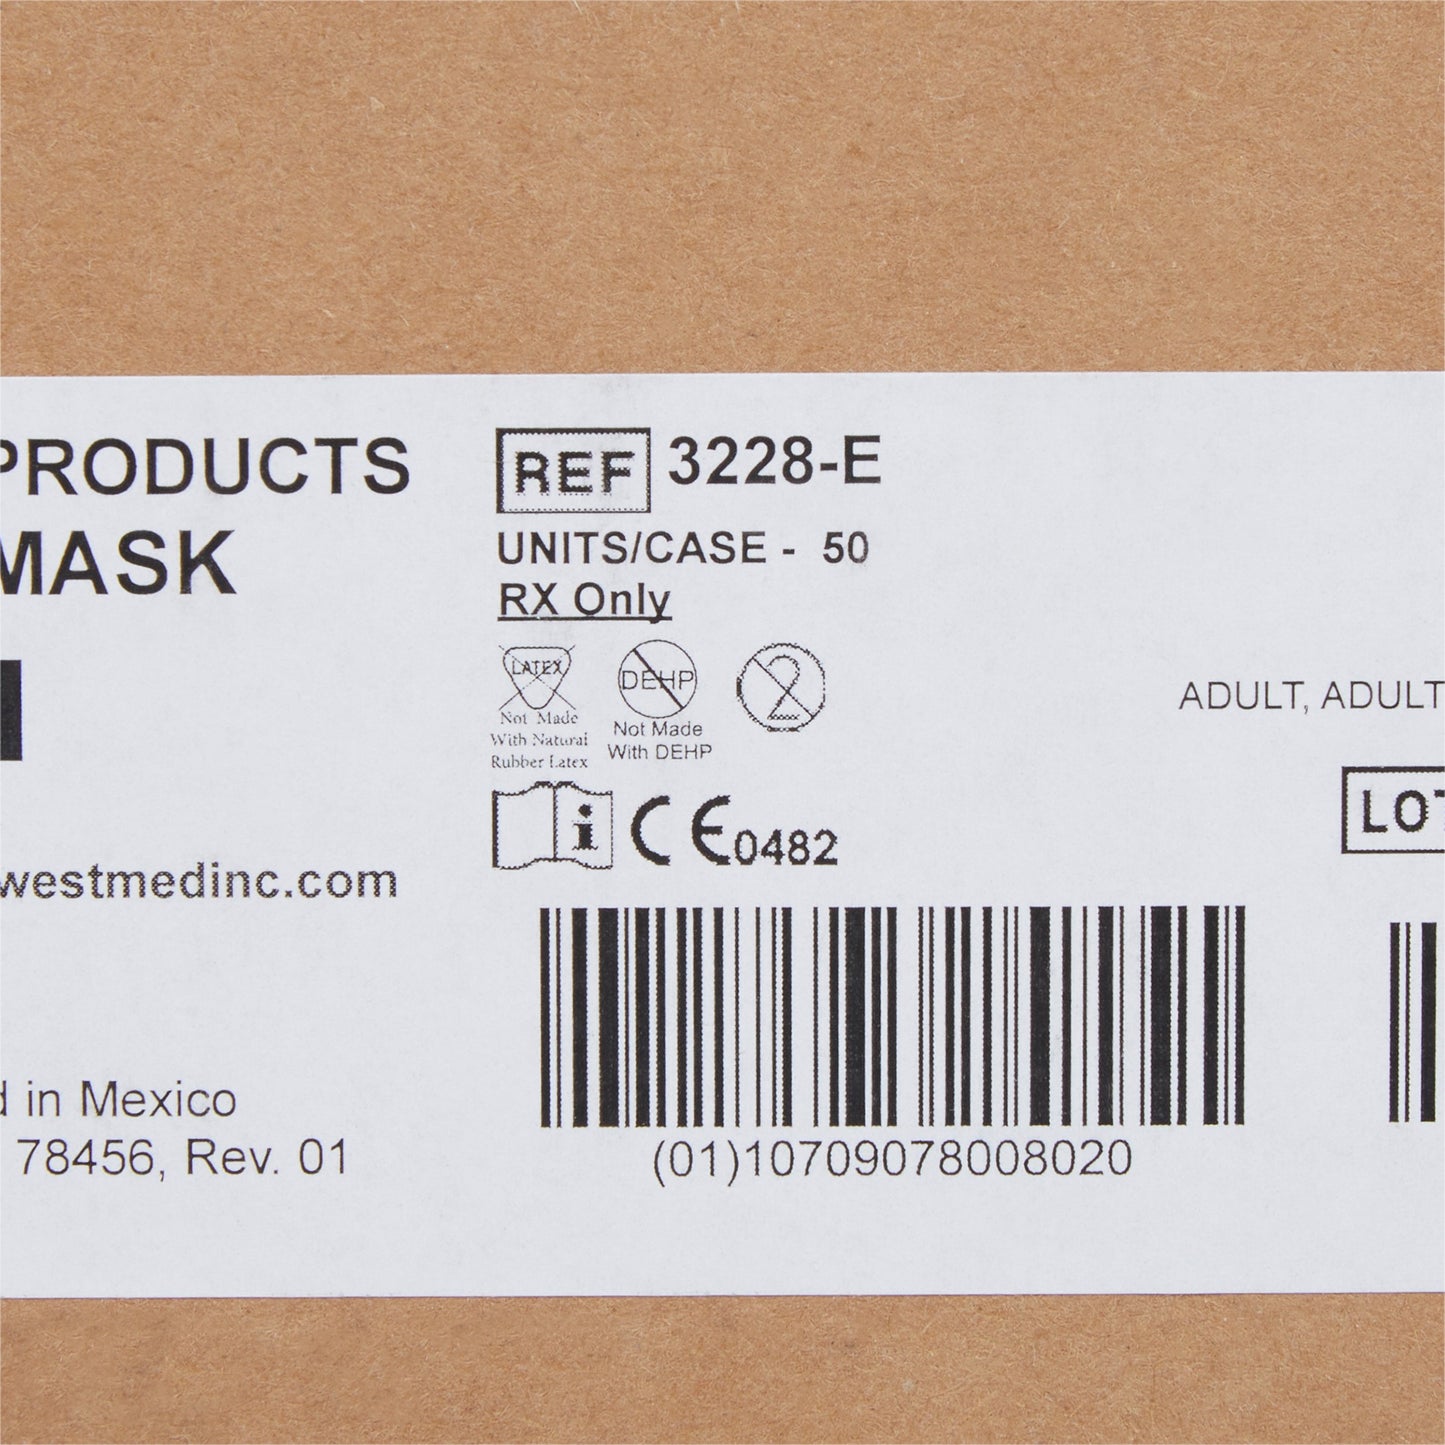 PRODUCTS
MASK
westmedinc.com
d in Mexico
78456, Rev. 01
REF 3228-E
UNITS/CASE - 50
RX Only
LATEX
Not Made
With Natural
Rubber Latex
DEHP
Not Made
With DEHP
2
i
CE0482
(01)10709078008020
ADULT, ADULT
LOT